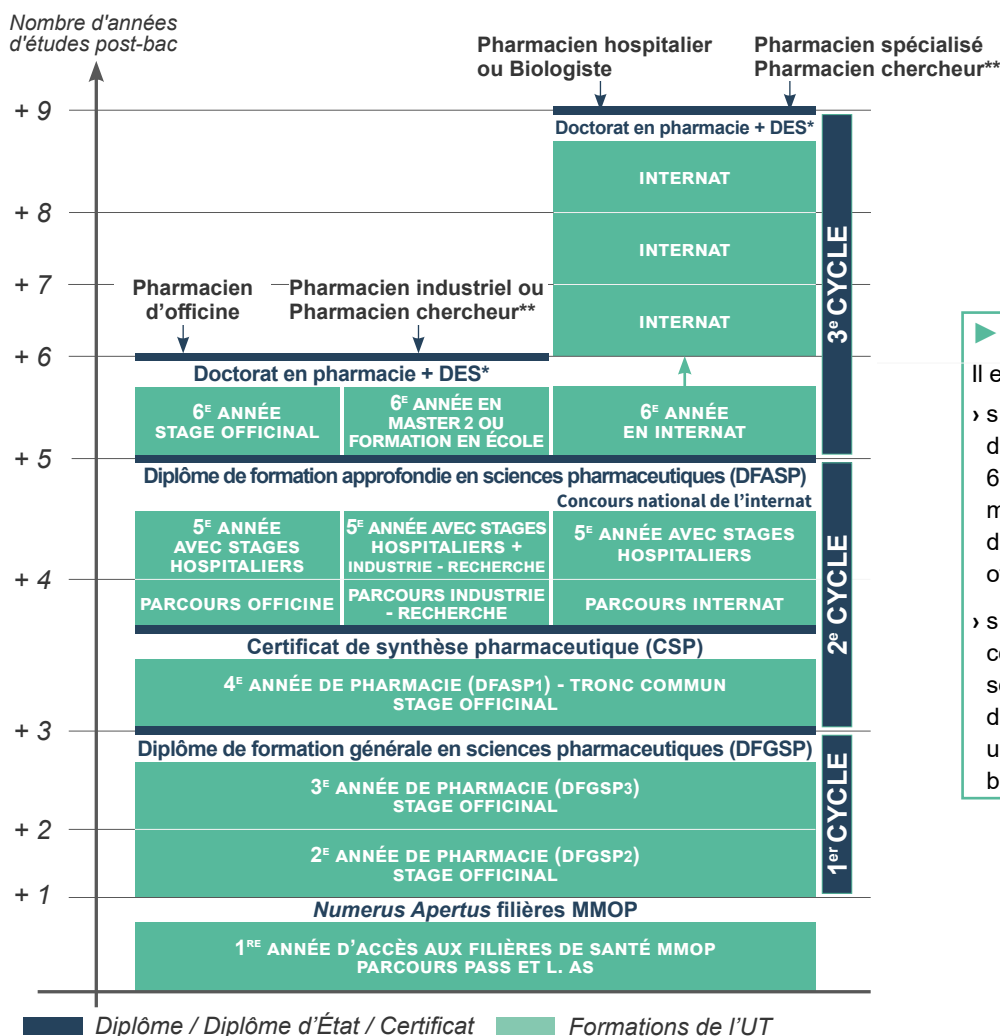 Nombre d'années
d'études post-bac
Pharmacien hospitalier
ou Biologiste
Pharmacien spécialisé
Pharmacien chercheur**
+ 9
Doctorat en pharmacie + DES*
INTERNAT
+ 8
INTERNAT
+ 7
Pharmacien
d'officine
Pharmacien industriel ou
Pharmacien chercheur**
INTERNAT
3e CYCLE
+ 6
Doctorat en pharmacie + DES*
6E ANNÉE
STAGE OFFICINAL
6E ANNÉE EN
MASTER 2 OU
FORMATION EN ÉCOLE
6E ANNÉE
EN INTERNAT
+ 5
Diplôme de formation approfondie en sciences pharmaceutiques (DFASP)
Concours national de l'internat
5E ANNÉE
AVEC STAGES
HOSPITALIERS
5E ANNÉE AVEC STAGES
HOSPITALIERS +
INDUSTRIE - RECHERCHE
5E ANNÉE AVEC STAGES
HOSPITALIERS
+ 4
PARCOURS OFFICINE
PARCOURS INDUSTRIE
- RECHERCHE
PARCOURS INTERNAT
2e CYCLE
Certificat de synthèse pharmaceutique (CSP)
4E ANNÉE DE PHARMACIE (DFASP1) - TRONC COMMUN
STAGE OFFICINAL
+ 3
Diplôme de formation générale en sciences pharmaceutiques (DFGSP)
3E ANNÉE DE PHARMACIE (DFGSP3)
STAGE OFFICINAL
+ 2
2E ANNÉE DE PHARMACIE (DFGSP2)
STAGE OFFICINAL
1er CYCLE
+ 1
Numerus Apertus filières MMOP
1RE ANNÉE D'ACCÈS AUX FILIÈRES DE SANTÉ MMOP
PARCOURS PASS ET L. AS
Diplôme / Diplôme d'État / Certificat
Formations de l'UT
Il e
› s
d
6
m
d
o
› s
c
s
d
u
b